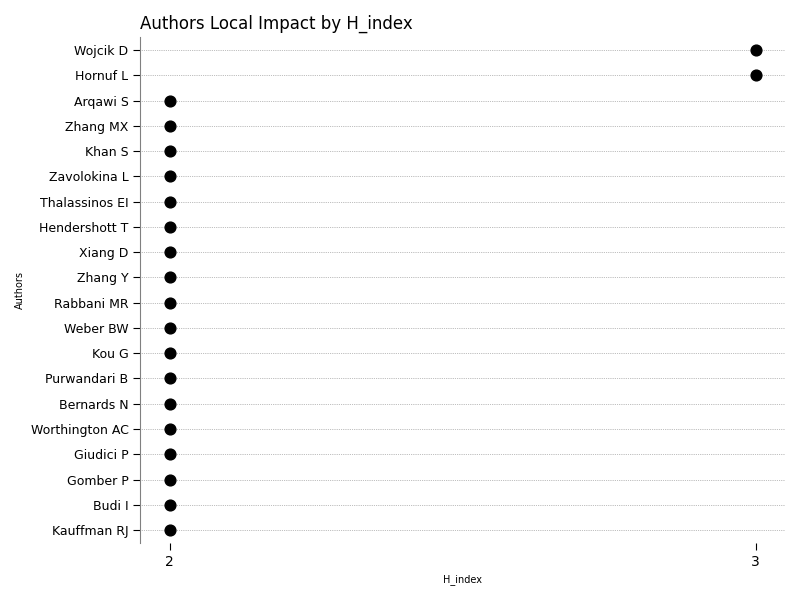 Authors Local Impact by H_index
Wojcik D
Hornuf L
Arqawi S
Zhang MX
Khan S
Zavolokina L
Thalassinos EI
Hendershott T
Xiang D
Zhang Y
Rabbani MR
Weber BW
Kou G
Purwandari B
Bernards N
Worthington AC
Giudici P
Gomber P
Budi I
Kauffman RJ
Authors
2 3
H_index